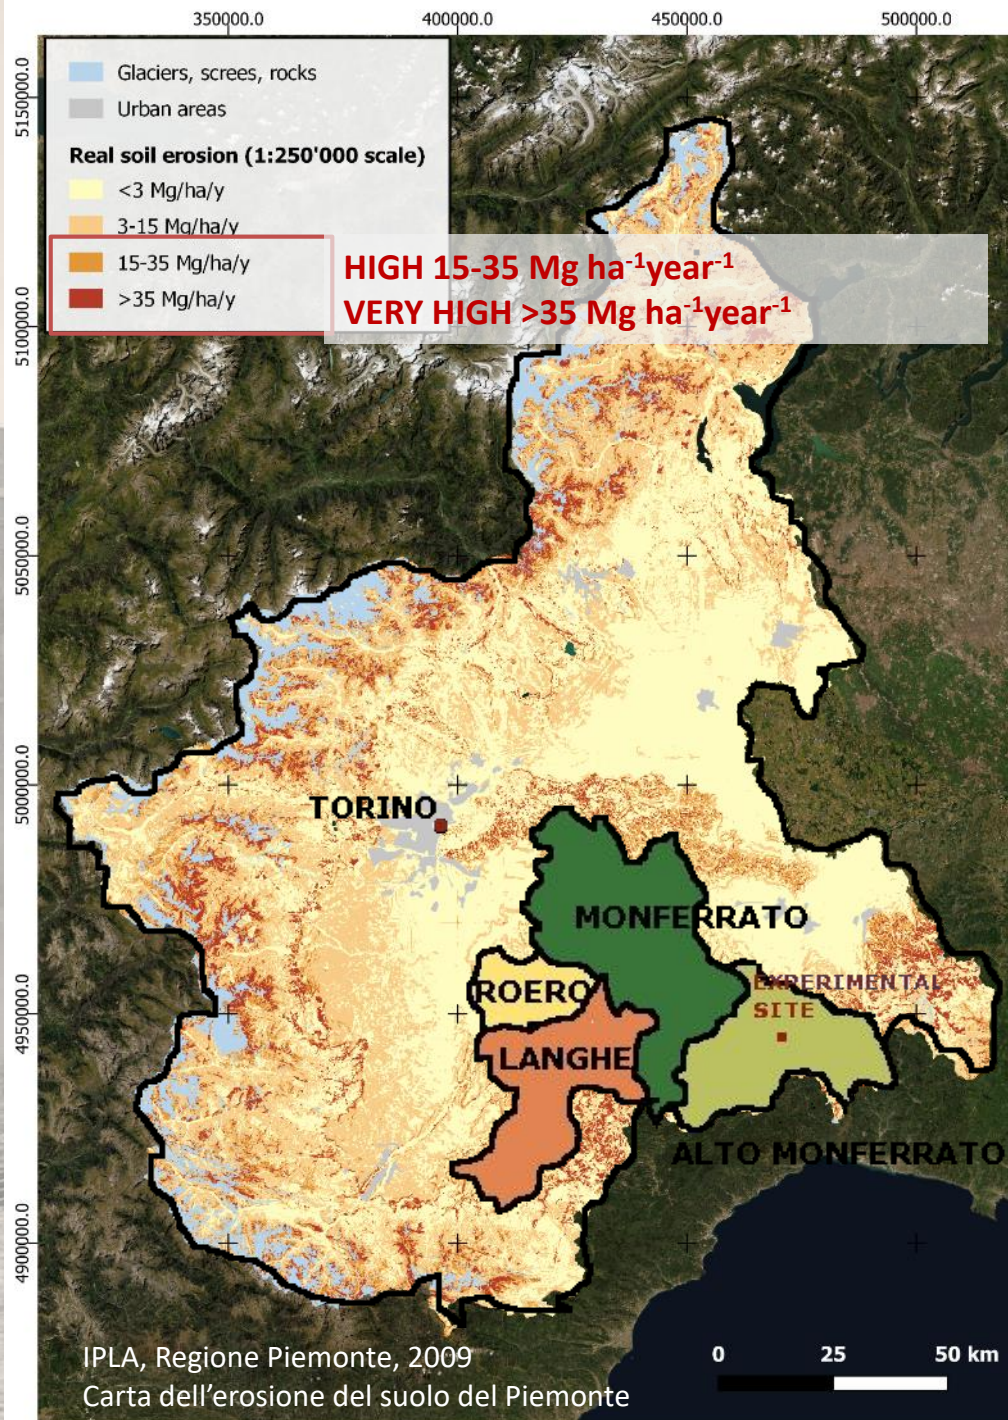 350000.0 400000.0 450000.0 500000.0
5150000.0
5100000.0
5050000.0
5000000.0
4950000.0
4900000.0
Glaciers, screes, rocks
Urban areas
Real soil erosion (1:250'000 scale)
<3 Mg/ha/y
3-15 Mg/ha/y
15-35 Mg/ha/y
>35 Mg/ha/y
HIGH 15-35 Mg ha⁻¹year⁻¹
VERY HIGH >35 Mg ha⁻¹year⁻¹
TORINO
MONFERRATO
ROERO
EXPERIMENTAL
SITE
LANGHE
ALTO MONFERRATO
IPLA, Regione Piemonte, 2009
Carta dell’erosione del suolo del Piemonte
0 25 50 km